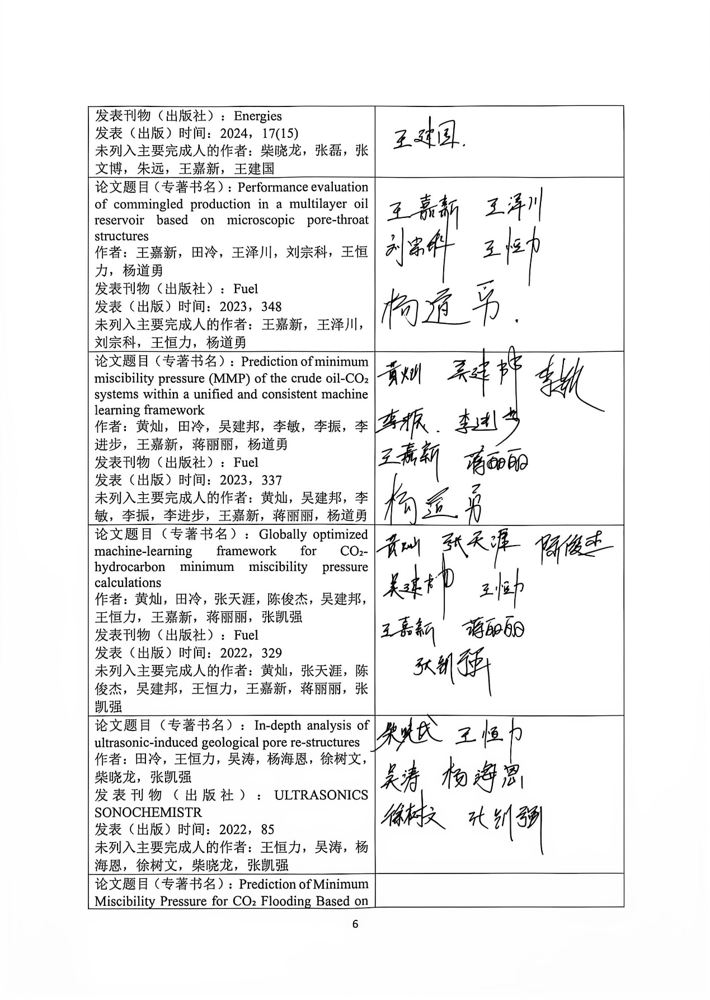 发表刊物（出版社）：Energies
发表（出版）时间：2024，17(15)
未列入主要完成人的作者：柴晓龙，张磊，张
文博，朱远，王嘉新，王建国
王建国.
论文题目（专著书名）：Performance evaluation
of commingled production in a multilayer oil
reservoir based on microscopic pore-throat
structures
作者：王嘉新，田冷，王泽川，刘宗科，王恒
力，杨道勇
发表刊物（出版社）：Fuel
发表（出版）时间：2023，348
未列入主要完成人的作者：王嘉新，王泽川，
刘宗科，王恒力，杨道勇
王嘉新 王泽川
刘宗科 王恒力
杨道勇.
论文题目（专著书名）：Prediction of minimum
miscibility pressure (MMP) of the crude oil-CO₂
systems within a unified and consistent machine
learning framework
作者：黄灿，田冷，吴建邦，李敏，李振，李
进步，王嘉新，蒋丽丽，杨道勇
发表刊物（出版社）：Fuel
发表（出版）时间：2023，337
未列入主要完成人的作者：黄灿，吴建邦，李
敏，李振，李进步，王嘉新，蒋丽丽，杨道勇
黄灿 吴建邦 李敏
李振. 李进步
王嘉新 蒋丽丽
杨道勇
论文题目（专著书名）：Globally optimized
machine-learning framework for CO₂-
hydrocarbon minimum miscibility pressure
calculations
作者：黄灿，田冷，张天涯，陈俊杰，吴建邦，
王恒力，王嘉新，蒋丽丽，张凯强
发表刊物（出版社）：Fuel
发表（出版）时间：2022，329
未列入主要完成人的作者：黄灿，张天涯，陈
俊杰，吴建邦，王恒力，王嘉新，蒋丽丽，张
凯强
黄灿 张天涯 陈俊杰
吴建邦 王恒力
王嘉新 蒋丽丽
张凯强
论文题目（专著书名）：In-depth analysis of
ultrasonic-induced geological pore re-structures
作者：田冷，王恒力，吴涛，杨海恩，徐树文，
柴晓龙，张凯强
发表刊物（出版社）：ULTRASONICS
SONOCHEMISTR
发表（出版）时间：2022，85
未列入主要完成人的作者：王恒力，吴涛，杨
海恩，徐树文，柴晓龙，张凯强
柴晓龙 王恒力
吴涛 杨海恩
徐树文 张凯强
论文题目（专著书名）：Prediction of Minimum
Miscibility Pressure for CO₂ Flooding Based on
6